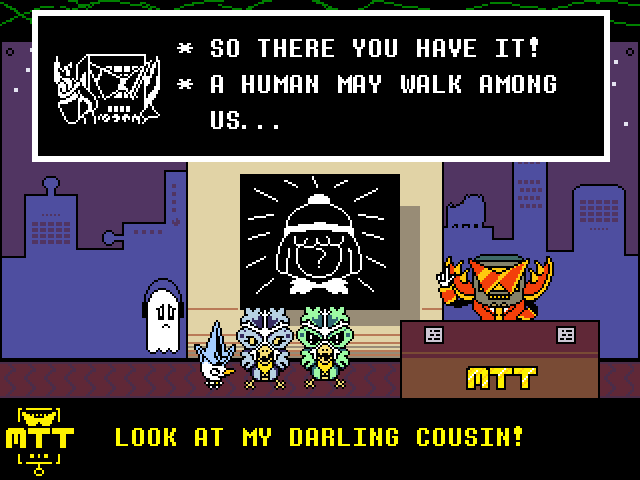 * SO THERE YOU HAVE IT!
* A HUMAN MAY WALK AMONG
US...
?
MTT
MTT
LOOK AT MY DARLING COUSIN!